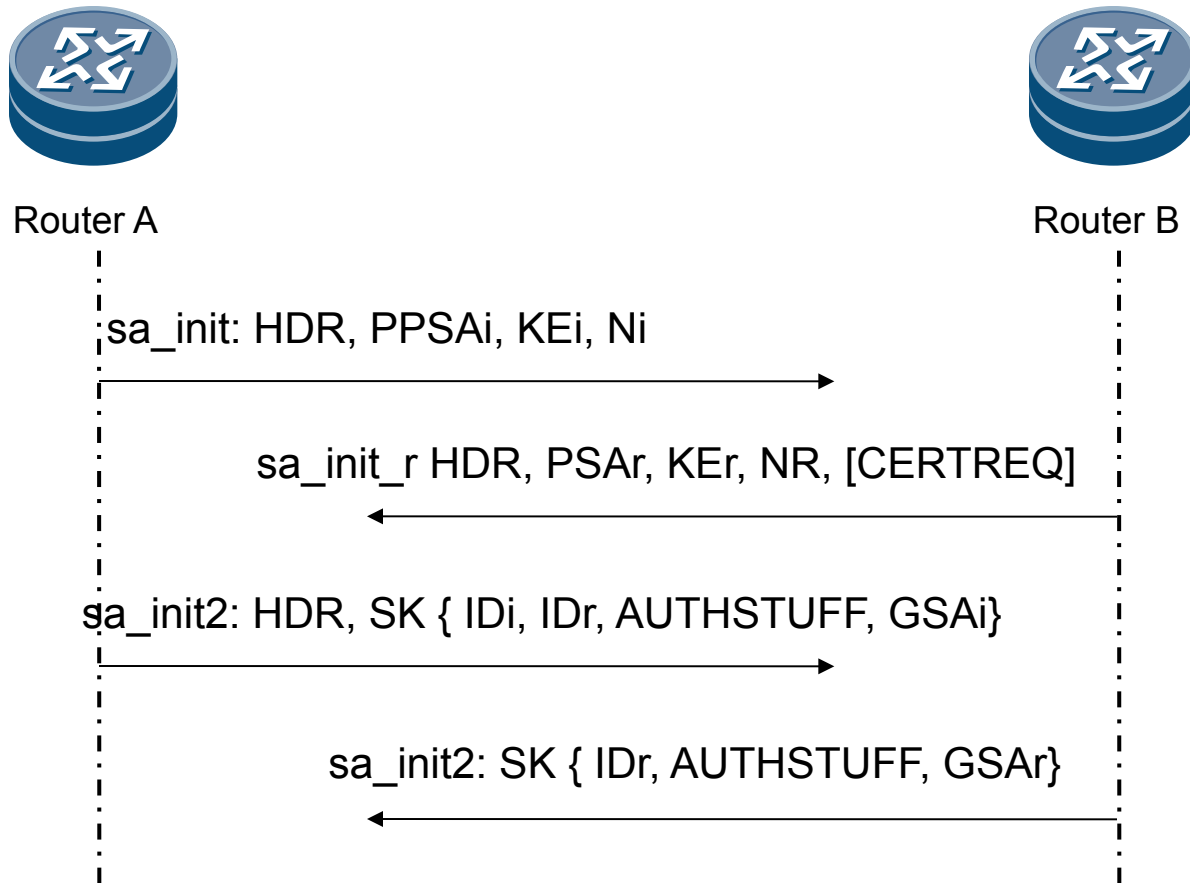 Router A
Router B
sa_init: HDR, PPSAi, KEi, Ni
sa_init_r HDR, PSAr, KEr, NR, [CERTREQ]
sa_init2: HDR, SK { IDi, IDr, AUTHSTUFF, GSAi}
sa_init2: SK { IDr, AUTHSTUFF, GSAr}